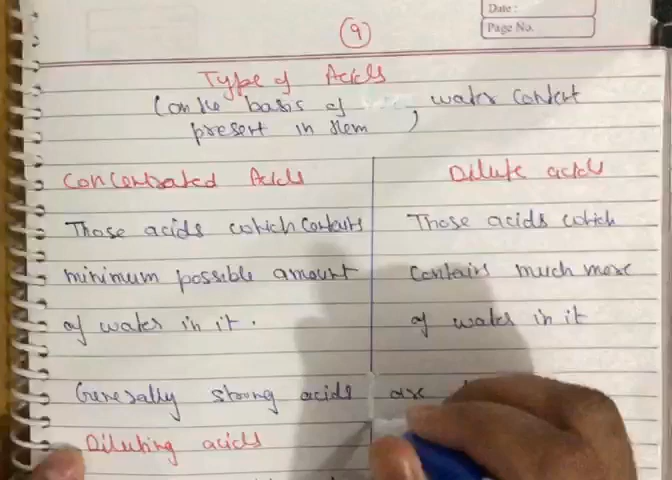 Date :
Page No.
9
Type of Acids
(on the basis of water content
present in them )
Concentrated Acids
Those acids which contains
minimum possible amount
of water in it .
Dilute acids
Those acids which
Contains much more
of water in it
Generally strong acids are
Diluting acids